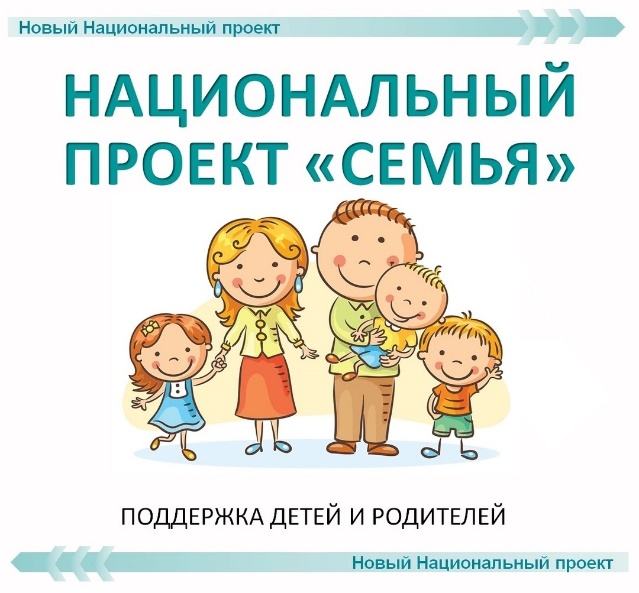 Новый Национальный проект
НАЦИОНАЛЬНЫЙ
ПРОЕКТ «СЕМЬЯ»
ПОДДЕРЖКА ДЕТЕЙ И РОДИТЕЛЕЙ
Новый Национальный проект